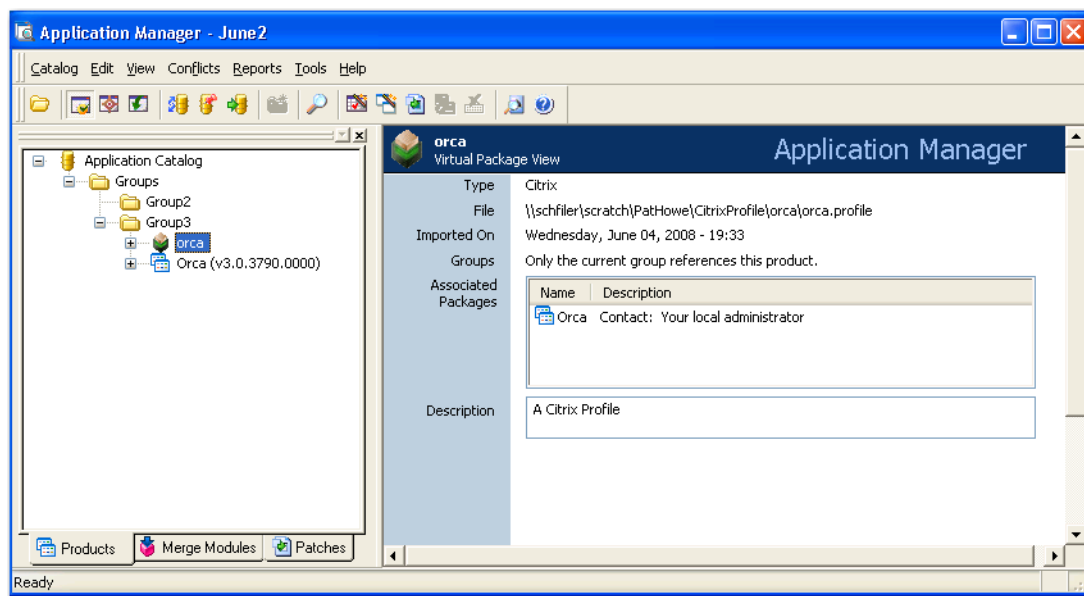 Application Manager - June2
Catalog Edit View Conflicts Reports Tools Help
Application Catalog
Groups
Group2
Group3
orca
Orca (v3.0.3790.0000)
Products Merge Modules Patches
orca
Virtual Package View
Application Manager
Type Citrix
File \\schfiler\scratch\PatHowe\CitrixProfile\orca\orca.profile
Imported On Wednesday, June 04, 2008 - 19:33
Groups Only the current group references this product.
Associated
Packages
Name Description
Orca Contact: Your local administrator
Description A Citrix Profile
Ready